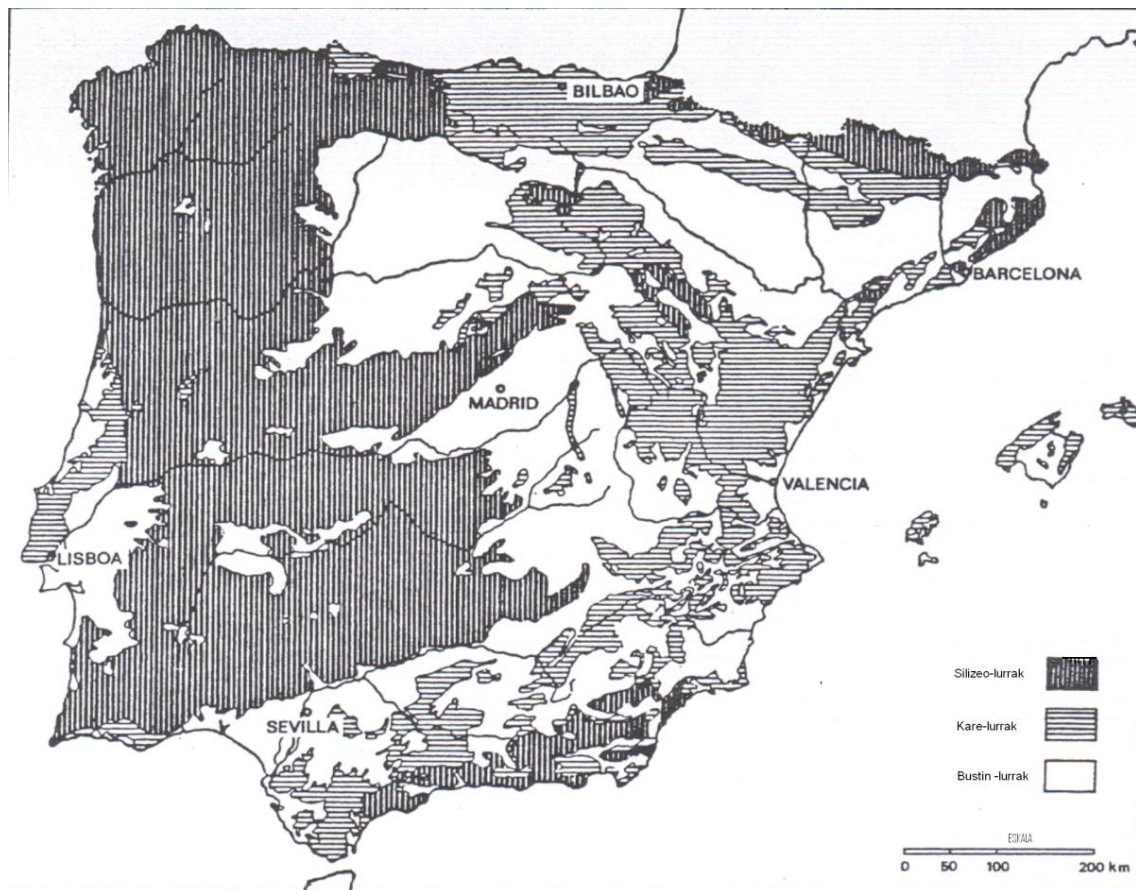 BILBAO
BARCELONA
MADRID
VALENCIA
LISBOA
SEVILLA
Silizeo-lurrak
Kare-lurrak
Bustin -lurrak
ESKALA
0 50 100 200 km